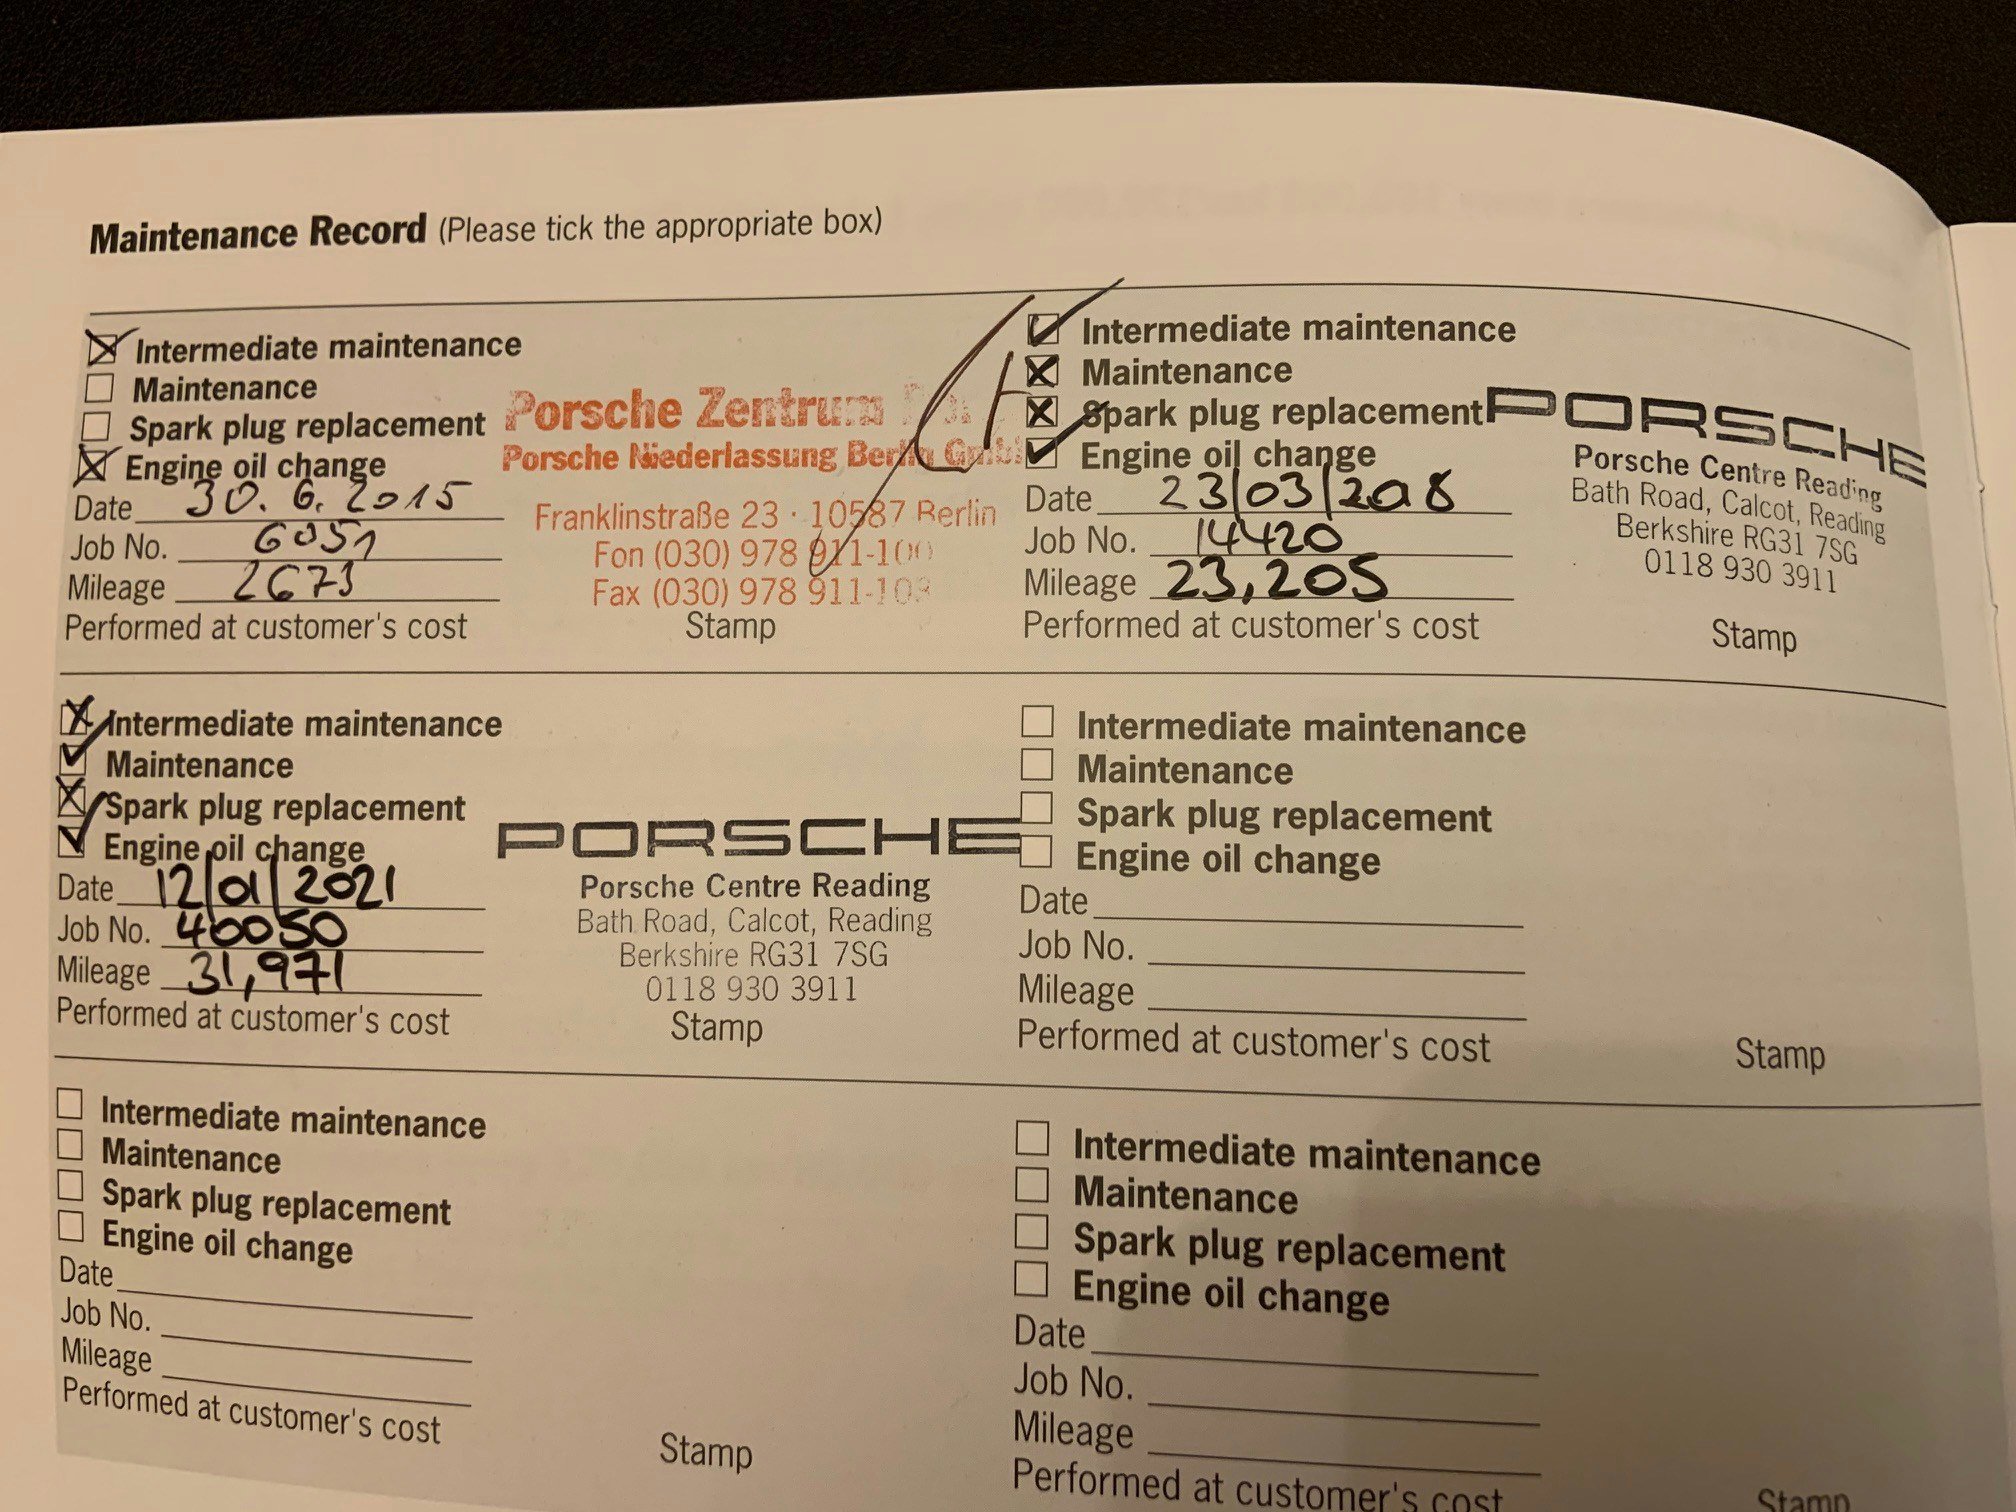 Maintenance Record (Please tick the appropriate box)
Intermediate maintenance
Maintenance
Spark plug replacement
Engine oil change
Date 30. 6. 2015
Job No. 6051
Mileage 2673
Performed at customer's cost
Porsche Zentrum
Porsche Niederlassung Berlin GmbH
Franklinstraße 23 · 10587 Berlin
Fon (030) 978 911-100
Fax (030) 978 911-103
Stamp
Intermediate maintenance
Maintenance
Spark plug replacement
Engine oil change
Date 23/03/2018
Job No. 14420
Mileage 23,205
Performed at customer's cost
PORSCHE
Porsche Centre Reading
Bath Road, Calcot, Reading
Berkshire RG31 7SG
0118 930 3911
Stamp
Intermediate maintenance
Maintenance
Spark plug replacement
Engine oil change
Date 12/01/2021
Job No. 40050
Mileage 31,971
Performed at customer's cost
PORSCHE
Porsche Centre Reading
Bath Road, Calcot, Reading
Berkshire RG31 7SG
0118 930 3911
Stamp
Intermediate maintenance
Maintenance
Spark plug replacement
Engine oil change
Date
Job No.
Mileage
Performed at customer's cost
Stamp
Intermediate maintenance
Maintenance
Spark plug replacement
Engine oil change
Date
Job No.
Mileage
Performed at customer's cost
Stamp
Intermediate maintenance
Maintenance
Spark plug replacement
Engine oil change
Date
Job No.
Mileage
Performed at customer's cost
Stamp